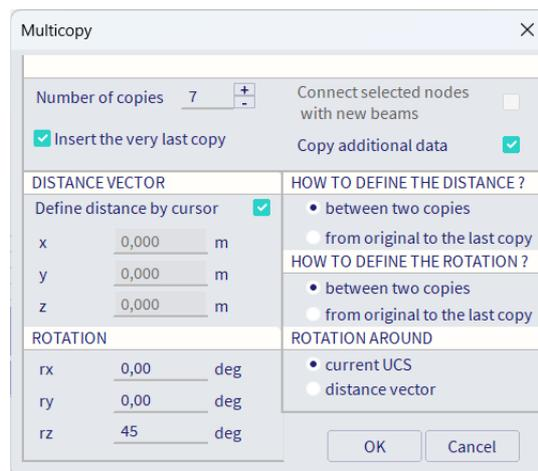 Multicopy
Number of copies 7 + -
Connect selected nodes
with new beams
Insert the very last copy
Copy additional data
DISTANCE VECTOR
Define distance by cursor
x 0,000 m
y 0,000 m
z 0,000 m
HOW TO DEFINE THE DISTANCE ?
between two copies
from original to the last copy
HOW TO DEFINE THE ROTATION ?
between two copies
from original to the last copy
ROTATION
rx 0,00 deg
ry 0,00 deg
rz 45 deg
ROTATION AROUND
current UCS
distance vector
OK Cancel